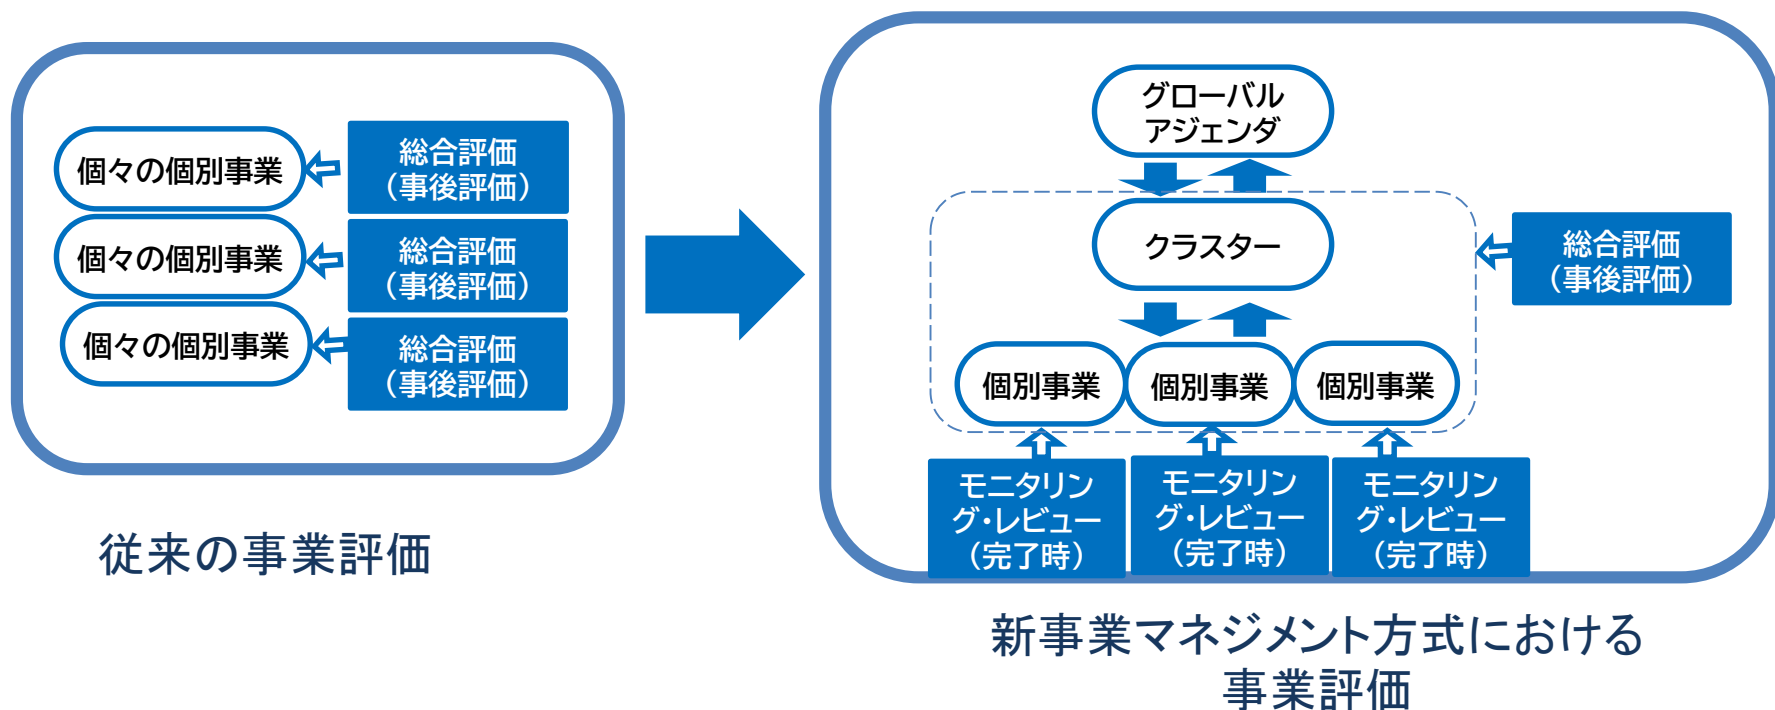 個々の個別事業
総合評価
（事後評価）
個々の個別事業
総合評価
（事後評価）
個々の個別事業
総合評価
（事後評価）
従来の事業評価
グローバル
アジェンダ
クラスター
総合評価
（事後評価）
個別事業
個別事業
個別事業
モニタリン
グ・レビュー
（完了時）
モニタリン
グ・レビュー
（完了時）
モニタリン
グ・レビュー
（完了時）
新事業マネジメント方式における
事業評価